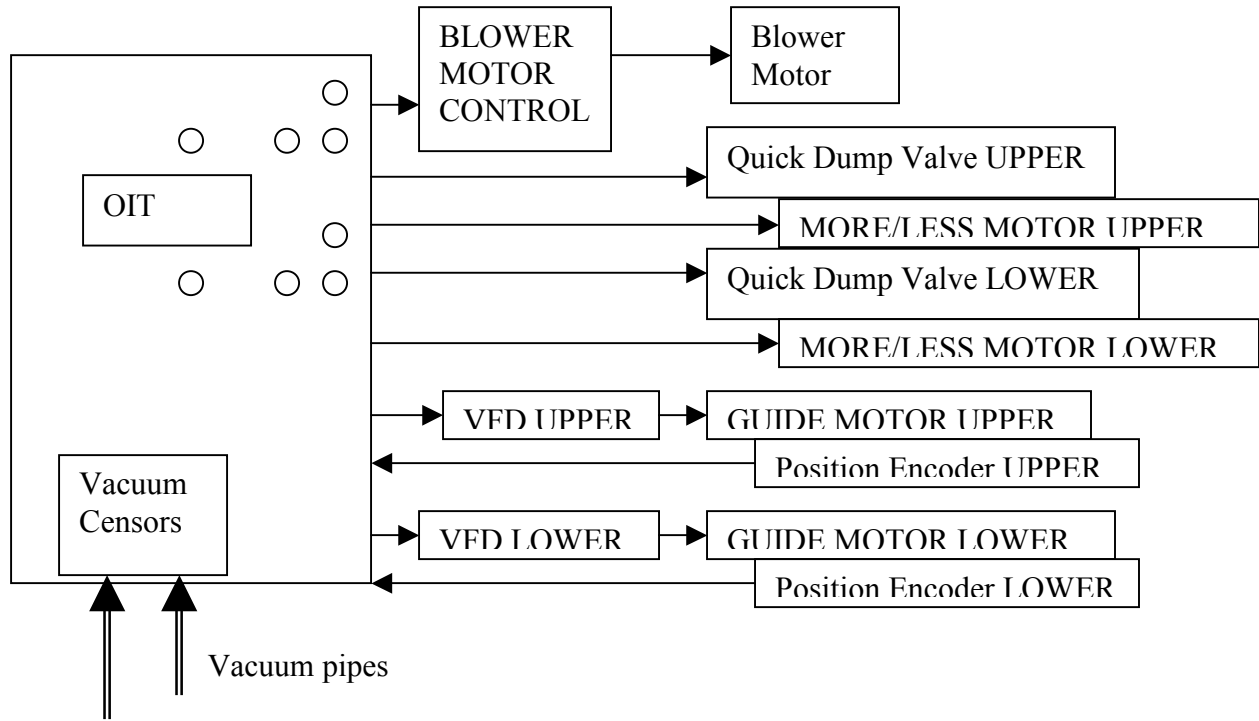 BLOWER
MOTOR
CONTROL
Blower
Motor
Quick Dump Valve UPPER
OIT
MORE/LESS MOTOR UPPER
Quick Dump Valve LOWER
MORE/LESS MOTOR LOWER
VFD UPPER
GUIDE MOTOR UPPER
Position Encoder UPPER
Vacuum
Censors
VFD LOWER
GUIDE MOTOR LOWER
Position Encoder LOWER
Vacuum pipes